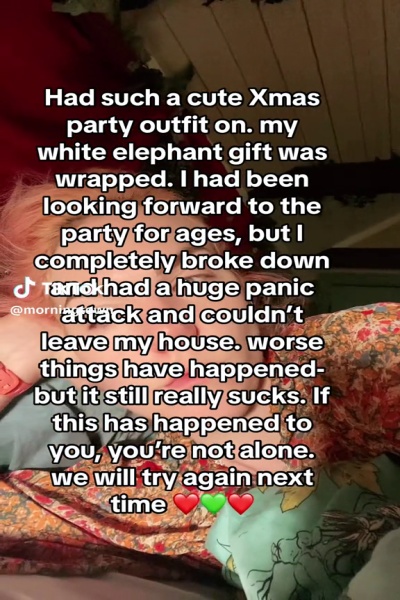 Had such a cute Xmas
party outfit on. my
white elephant gift was
wrapped. I had been
looking forward to the
party for ages, but I
completely broke down
and had a huge panic
attack and couldn't
leave my house. worse
things have happened-
but it still really sucks. If
this has happened to
you, you're not alone.
we will try again next
time ❤️💚❤️
TikTok